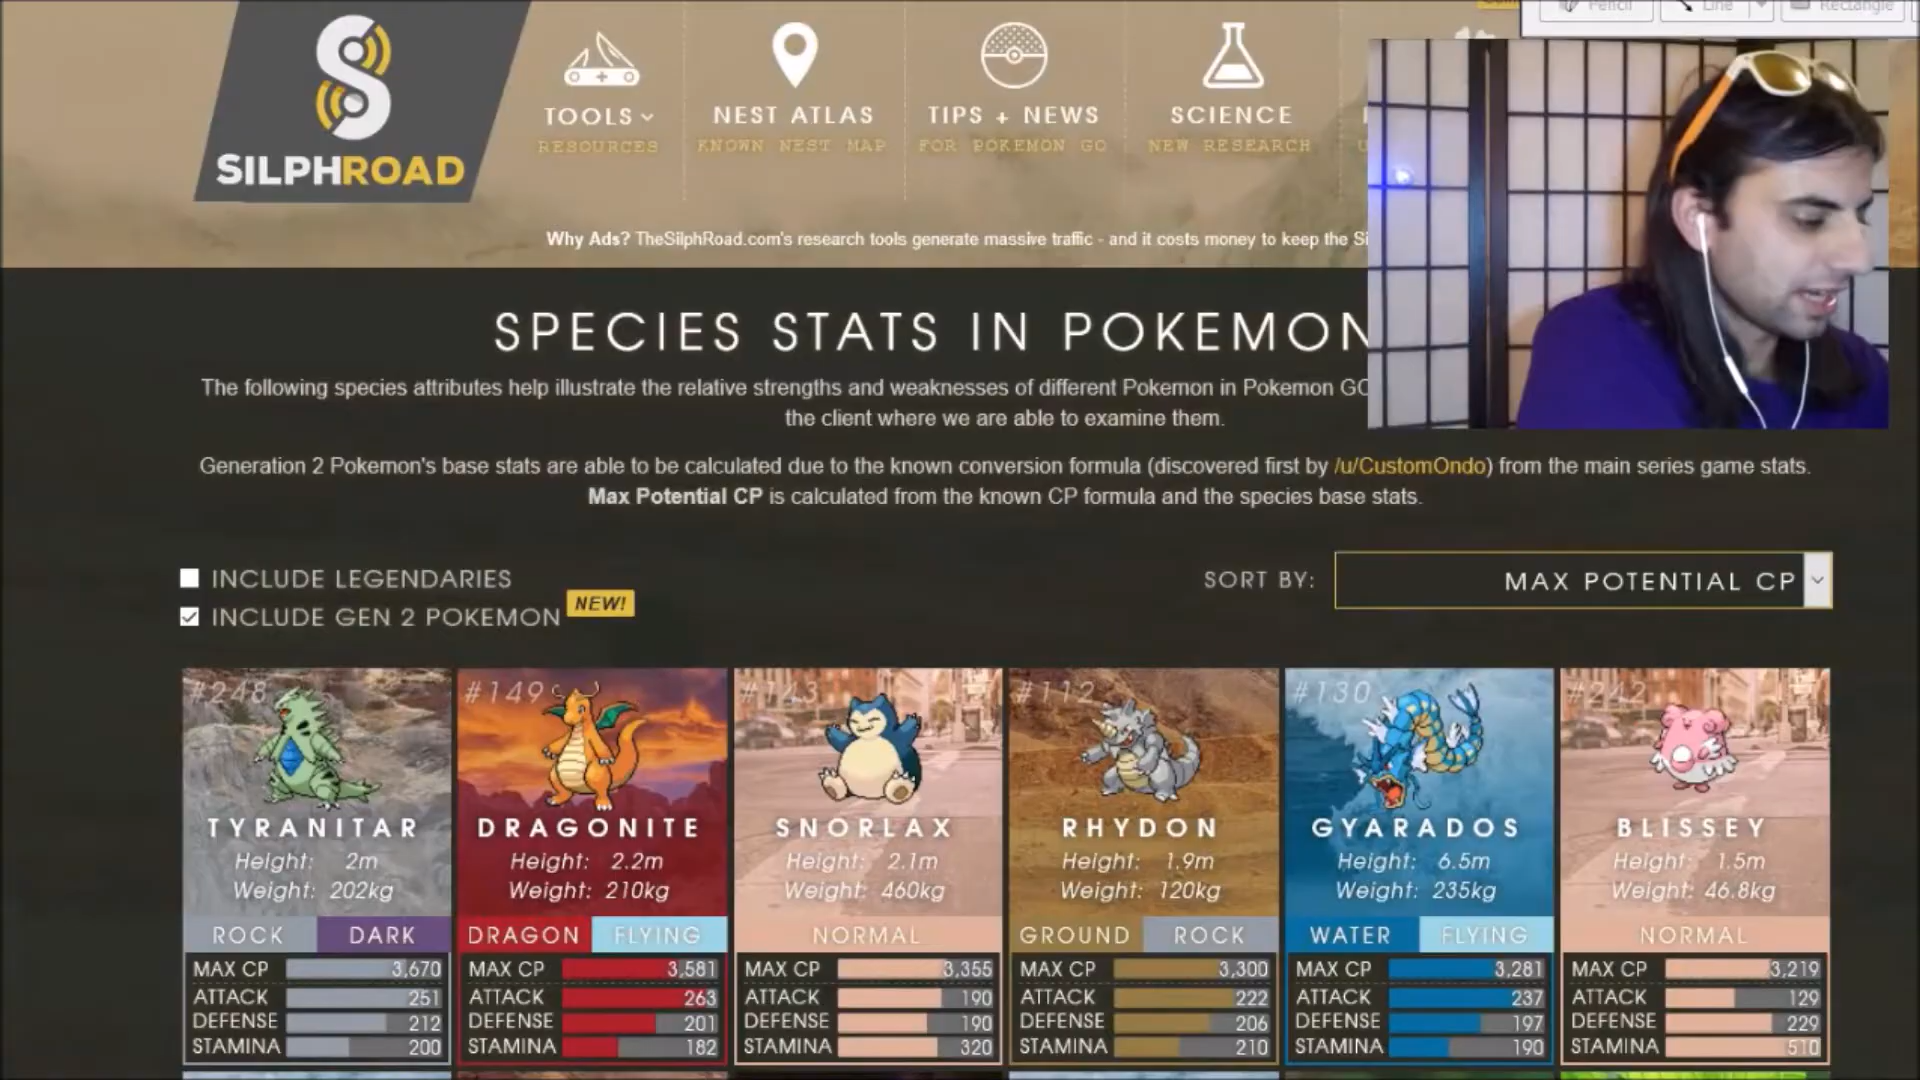 Pencil
Line
Rectangle
SILPHROAD
TOOLS
RESOURCES
NEST ATLAS
KNOWN NEST MAP
TIPS + NEWS
FOR POKEMON GO
SCIENCE
NEW RESEARCH
Why Ads? TheSilphRoad.com's research tools generate massive traffic - and it costs money to keep the
SPECIES STATS IN POKEMON
The following species attributes help illustrate the relative strengths and weaknesses of different Pokemon in Pokemon GO
the client where we are able to examine them.
Generation 2 Pokemon's base stats are able to be calculated due to the known conversion formula (discovered first by /u/CustomOndo) from the main series game stats.
Max Potential CP is calculated from the known CP formula and the species base stats.
INCLUDE LEGENDARIES
INCLUDE GEN 2 POKEMON NEW!
SORT BY: MAX POTENTIAL CP
#248 #149 #143 #112 #130 #242
TYRANITAR DRAGONITE SNORLAX RHYDON GYARADOS BLISSEY
Height: 2m Height: 2.2m Height: 2.1m Height: 1.9m Height: 6.5m Height: 1.5m
Weight: 202kg Weight: 210kg Weight: 460kg Weight: 120kg Weight: 235kg Weight: 46.8kg
ROCK DARK DRAGON FLYING NORMAL GROUND ROCK WATER FLYING NORMAL
MAX CP 3,670 MAX CP 3,581 MAX CP 3,355 MAX CP 3,300 MAX CP 3,281 MAX CP 3,219
ATTACK 251 ATTACK 263 ATTACK 190 ATTACK 222 ATTACK 237 ATTACK 129
DEFENSE 212 DEFENSE 201 DEFENSE 190 DEFENSE 206 DEFENSE 197 DEFENSE 229
STAMINA 200 STAMINA 182 STAMINA 320 STAMINA 210 STAMINA 190 STAMINA 510